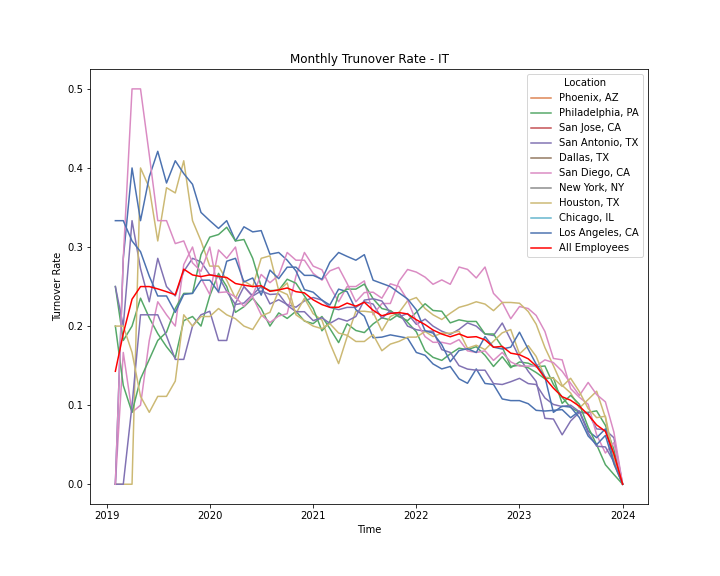 Monthly Trunover Rate - IT
Location
Phoenix, AZ
Philadelphia, PA
San Jose, CA
San Antonio, TX
Dallas, TX
San Diego, CA
New York, NY
Houston, TX
Chicago, IL
Los Angeles, CA
All Employees
Turnover Rate
0.5
0.4
0.3
0.2
0.1
0.0
2019 2020 2021 2022 2023 2024
Time